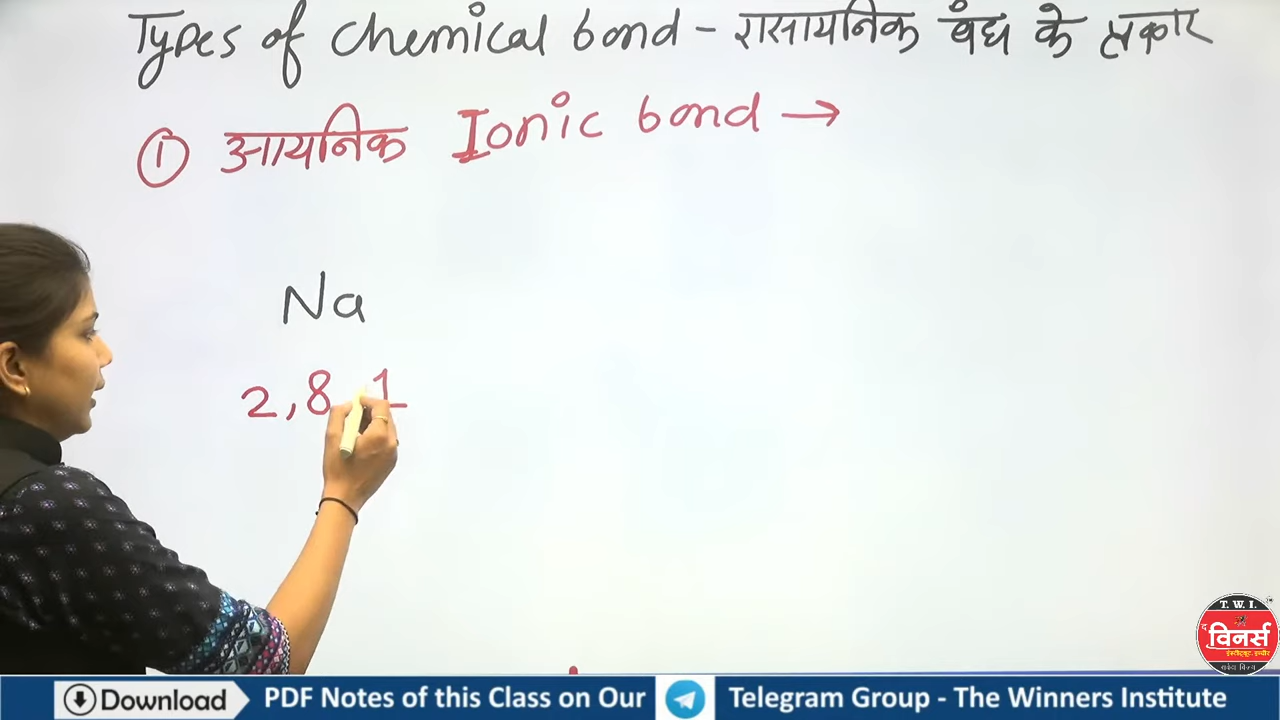 Types of chemical bond - रासायनिक बंध के प्रकार
① आयनिक Ionic bond →
Na
2, 8 1
T. W. I.
द विनर्स
Download PDF Notes of this Class on Our Telegram Group - The Winners Institute